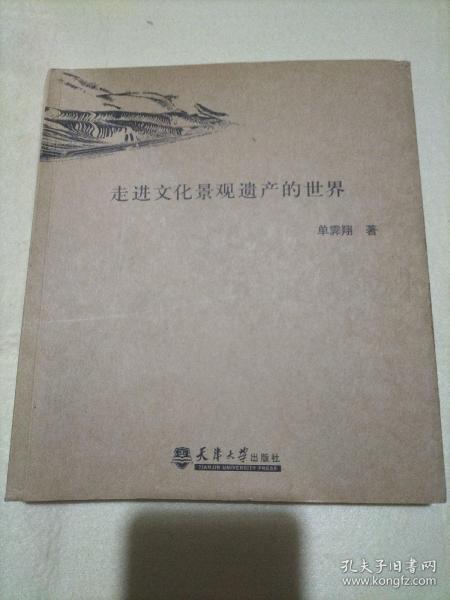 走进文化景观遗产的世界
单霁翔 著
天津大学出版社
TIANJIN UNIVERSITY PRESS
孔夫子旧书网
www.kongfz.com